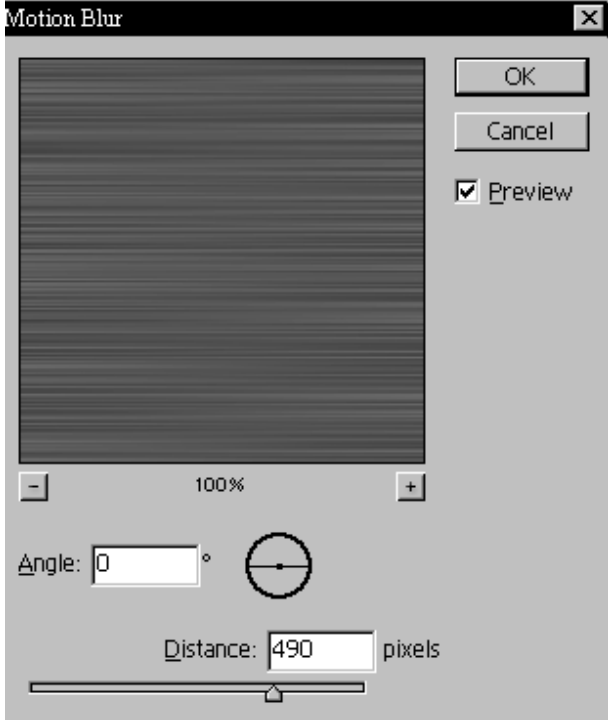 Motion Blur
OK
Cancel
Preview
- 100% +
Angle: 0 °
Distance: 490 pixels